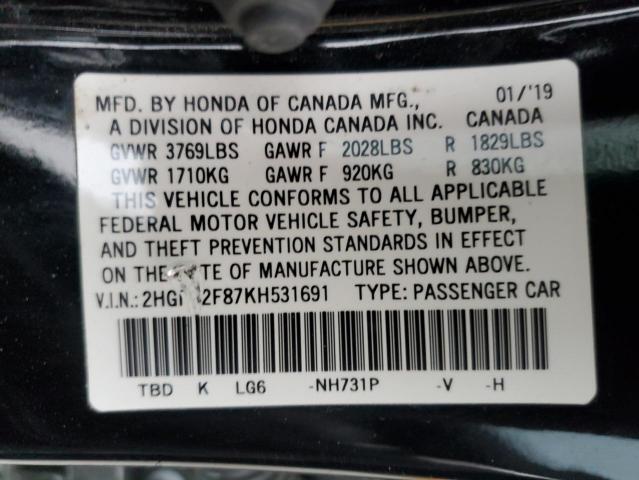 MFD. BY HONDA OF CANADA MFG., 01/'19
A DIVISION OF HONDA CANADA INC. CANADA
GVWR 3769LBS GAWR F 2028LBS R 1829LBS
GVWR 1710KG GAWR F 920KG R 830KG
THIS VEHICLE CONFORMS TO ALL APPLICABLE
FEDERAL MOTOR VEHICLE SAFETY, BUMPER,
AND THEFT PREVENTION STANDARDS IN EFFECT
ON THE OF MANUFACTURE SHOWN ABOVE.
V.I.N.: TYPE: PASSENGER CAR
TBD K LG6 -NH731P -V -H